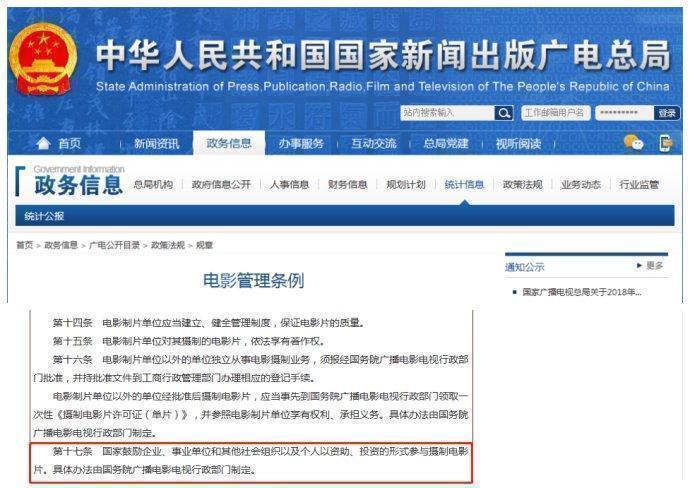 中华人民共和国国家新闻出版广电总局
State Administration of Press,Publication,Radio,Film and Television of The People's Republic of China
站内搜索输入 工作邮箱用户名 ********* 登录
首页 新闻资讯 政务信息 办事服务 互动交流 总局党建 视听阅读
Government Information
政务信息 总局机构 政府信息公开 人事信息 财务信息 规划计划 统计信息 政策法规 业务动态 行业监管
统计公报
首页 > 政务信息 > 广电公开目录 > 政策法规 > 规章
通知公示 更多
国家广播电视总局关于2018年...
电影管理条例
第十四条 电影制片单位应当建立、健全管理制度，保证电影片的质量。
第十五条 电影制片单位对其摄制的电影片，依法享有著作权。
第十六条 电影制片单位以外的单位独立从事电影摄制业务，须报经国务院广播电影电视行政部
门批准，并持批准文件到工商行政管理部门办理相应的登记手续。
电影制片单位以外的单位经批准后摄制电影片，应当事先到国务院广播电影电视行政部门领取一
次性《摄制电影片许可证（单片）》，并参照电影制片单位享有权利、承担义务。具体办法由国务院
广播电影电视行政部门制定。
第十七条 国家鼓励企业、事业单位和其他社会组织以及个人以资助、投资的形式参与摄制电影
片。具体办法由国务院广播电影电视行政部门制定。